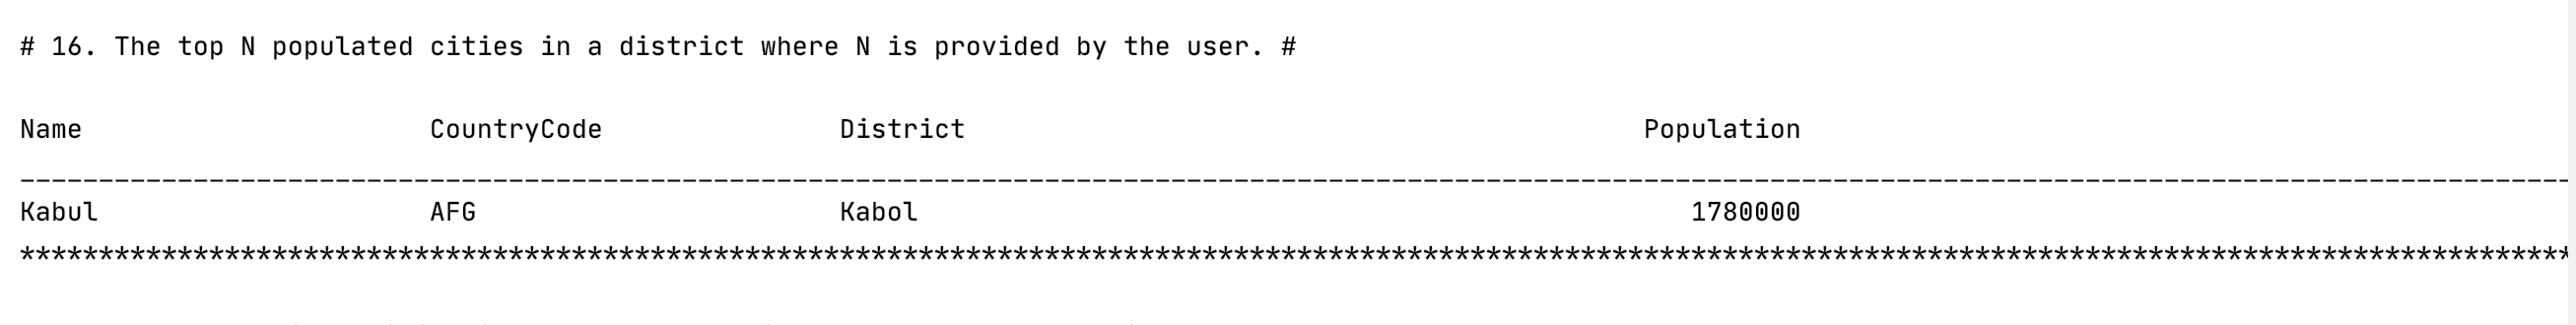 # 16. The top N populated cities in a district where N is provided by the user. #
Name CountryCode District Population
------------------------------------------------------------------------------------------------------------------------------------------------------------------
Kabul AFG Kabol 1780000
******************************************************************************************************************************************************************